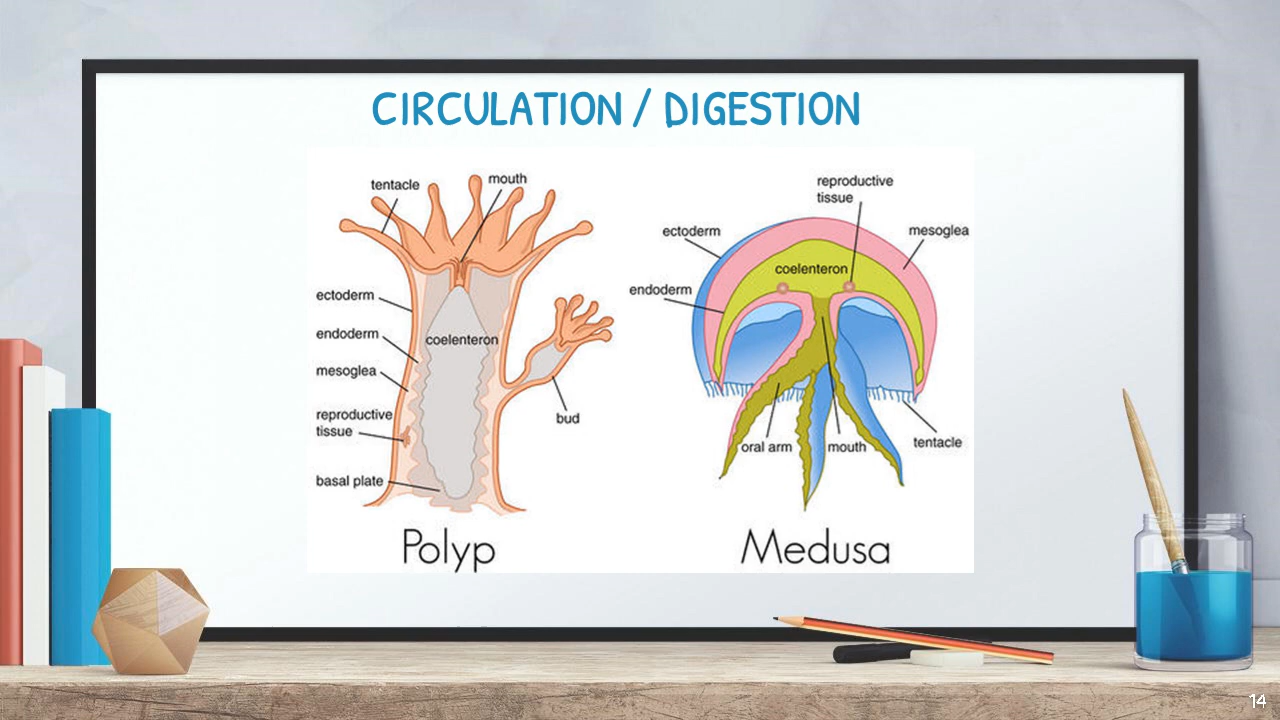 CIRCULATION / DIGESTION
tentacle
mouth
ectoderm
endoderm
coelenteron
mesoglea
reproductive
tissue
bud
basal plate
Polyp
reproductive
tissue
ectoderm
mesoglea
coelenteron
endoderm
oral arm
mouth
tentacle
Medusa
14